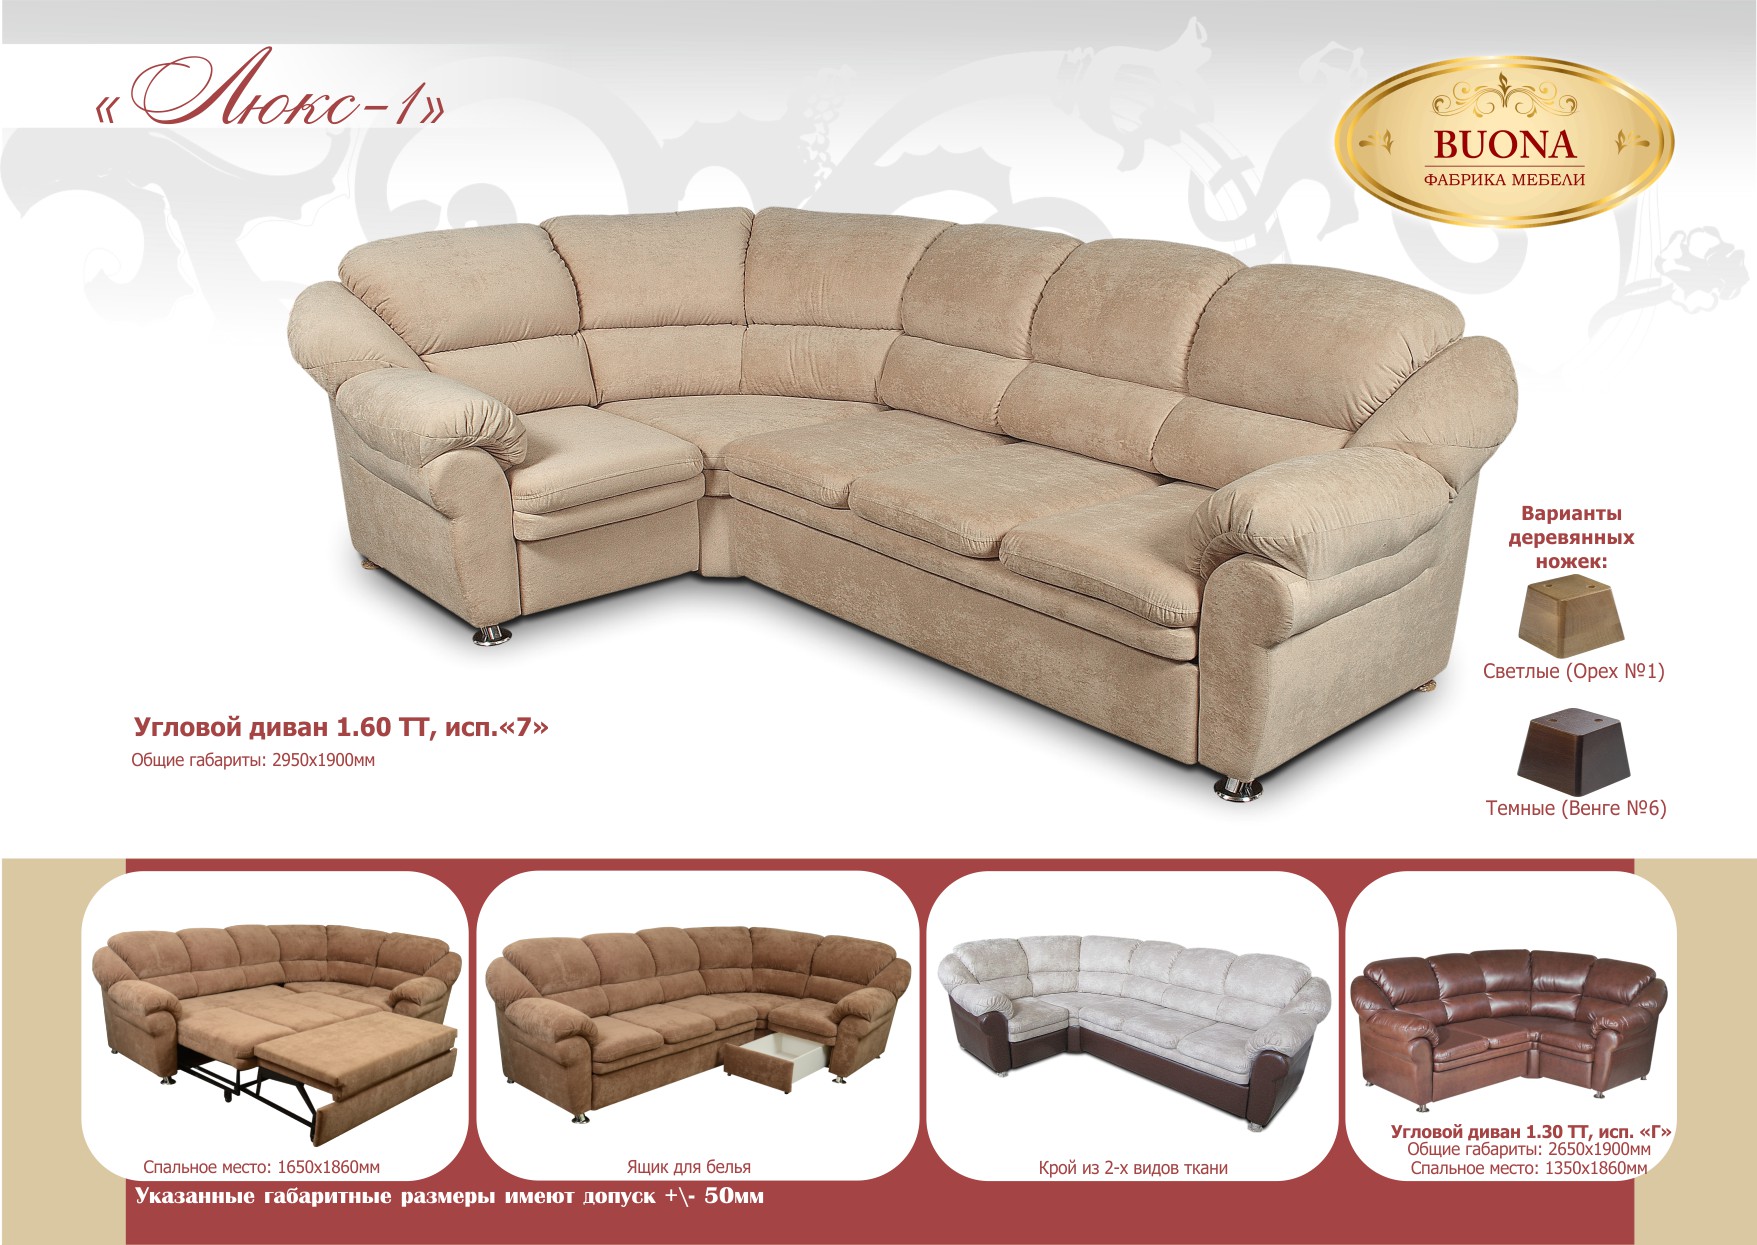 «Люкс-1»
BUONA
ФАБРИКА МЕБЕЛИ
Варианты
деревянных
ножек:
Светлые (Орех №1)
Темные (Венге №6)
Угловой диван 1.60 ТТ, исп.«7»
Общие габариты: 2950х1900мм
Спальное место: 1650х1860мм
Ящик для белья
Крой из 2-х видов ткани
Угловой диван 1.30 ТТ, исп. «Г»
Общие габариты: 2650х1900мм
Спальное место: 1350х1860мм
Указанные габаритные размеры имеют допуск +\- 50мм